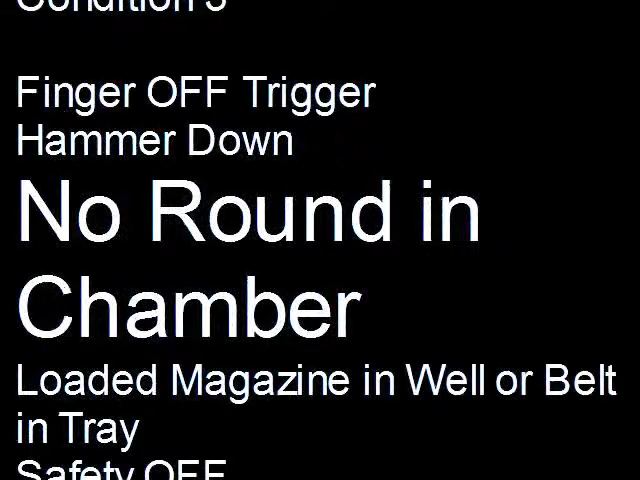 Condition 3
Finger OFF Trigger
Hammer Down
No Round in
Chamber
Loaded Magazine in Well or Belt
in Tray
Safety OFF